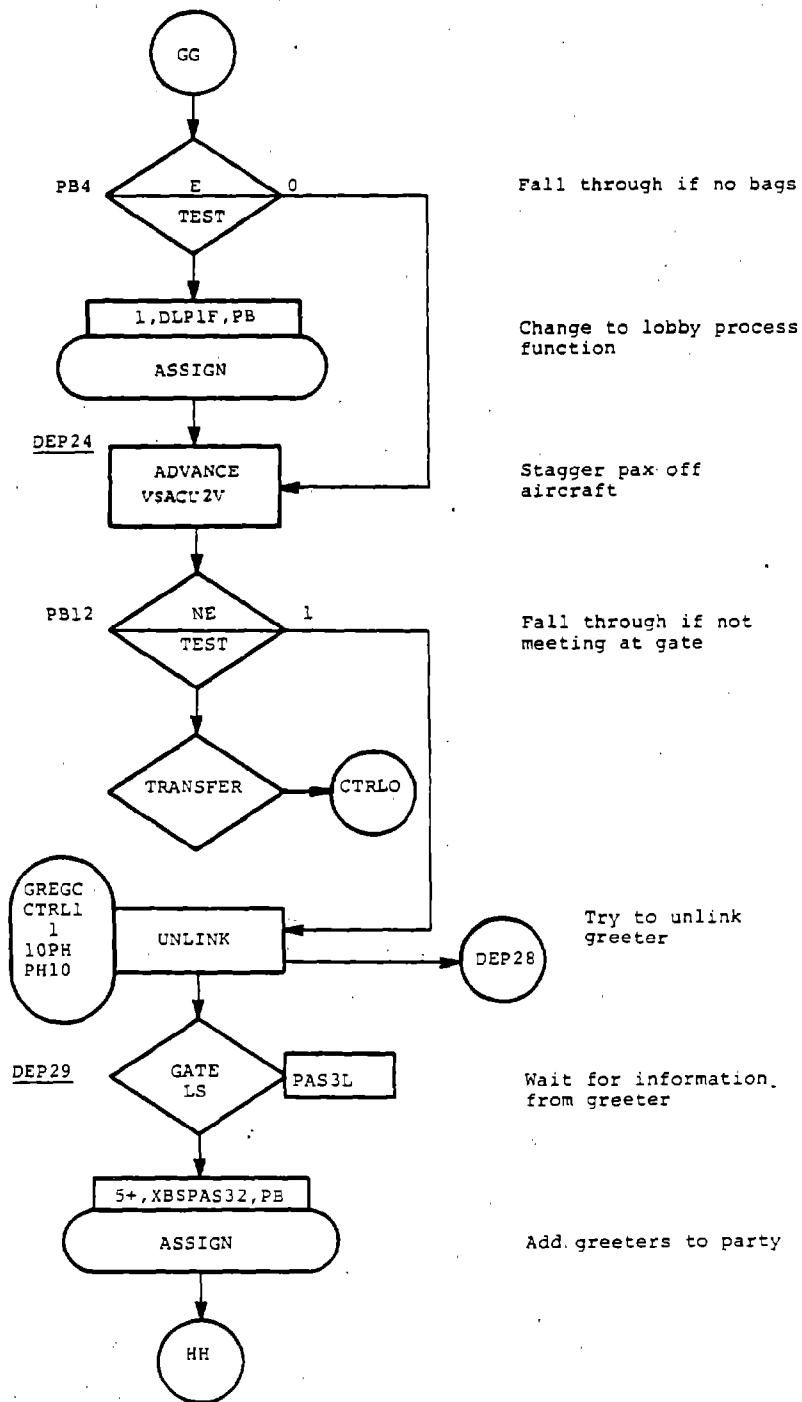 GG
PB4
E
0
TEST
Fall through if no bags
1,DLP1F,PB
ASSIGN
Change to lobby process
function
DEP24
ADVANCE
Stagger pax off
aircraft
PB12
NE
1
TEST
Fall through if not
meeting at gate
TRANSFER
CTRLO
GREGC
CTRL1
1
10PH
PH10
UNLINK
Try to unlink
greeter
DEP28
DEP29
GATE
LS
PAS3L
Wait for information
from greeter
5+,XBSPAS32,PB
ASSIGN
Add greeters to party
HH